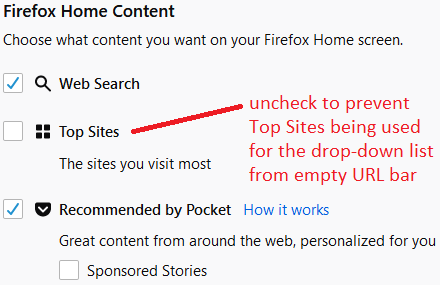 Firefox Home Content
Choose what content you want on your Firefox Home screen.
Web Search
Top Sites
The sites you visit most
uncheck to prevent
Top Sites being used
for the drop-down list
from empty URL bar
Recommended by Pocket How it works
Great content from around the web, personalized for you
Sponsored Stories